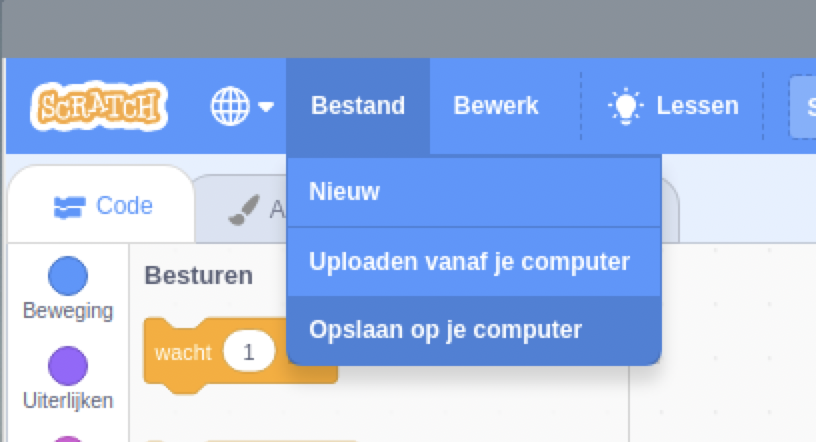 SCRATCH
Bestand
Bewerk
Lessen
Code
Nieuw
Uploaden vanaf je computer
Opslaan op je computer
Beweging
Uiterlijken
Besturen
wacht 1